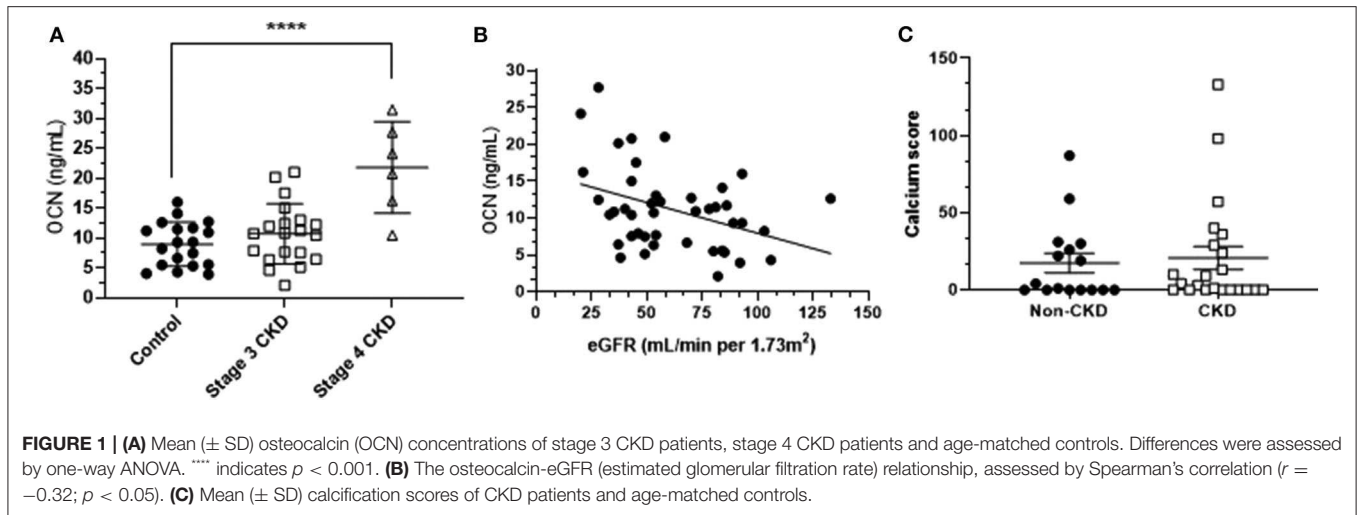 A
****
OCN (ng/mL)
40
35
30
25
20
15
10
5
0
Control
Stage 3 CKD
Stage 4 CKD
B
OCN (ng/mL)
30
25
20
15
10
5
0
0
25
50
75
100
125
150
eGFR (mL/min per 1.73m²)
C
Calcium score
150
100
50
0
Non-CKD
CKD
FIGURE 1 | (A) Mean (± SD) osteocalcin (OCN) concentrations of stage 3 CKD patients, stage 4 CKD patients and age-matched controls. Differences were assessed
by one-way ANOVA. **** indicates p < 0.001. (B) The osteocalcin-eGFR (estimated glomerular filtration rate) relationship, assessed by Spearman's correlation (r =
−0.32; p < 0.05). (C) Mean (± SD) calcification scores of CKD patients and age-matched controls.